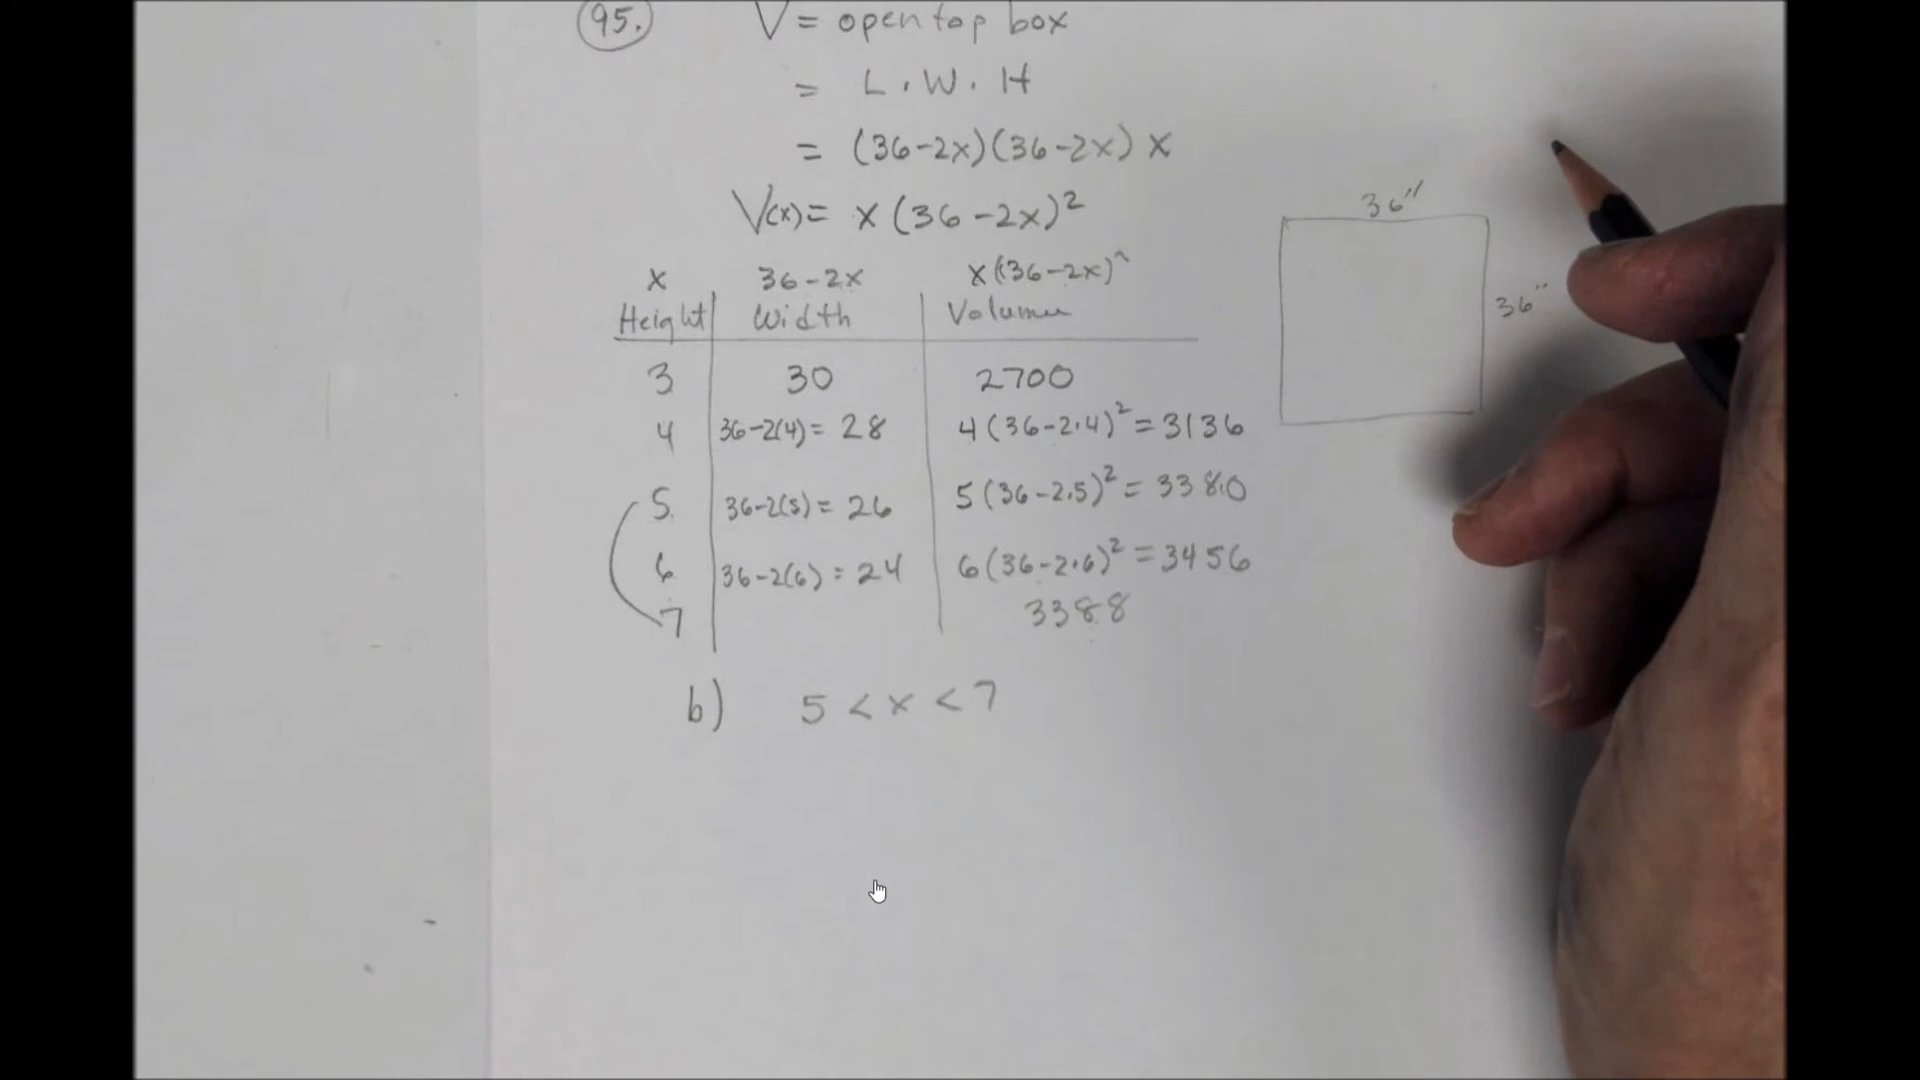 95. V = open top box
= L . W . H
= (36-2x)(36-2x) x
V(x) = x (36-2x)²
x 36-2x x(36-2x)²
Height Width Volume
3 30 2700
4 36-2(4) = 28 4(36-2·4)² = 3136
5. 36-2(5) = 26 5(36-2·5)² = 3380
6. 36-2(6) = 24 6(36-2·6)² = 3456
7 3388
b) 5 < x < 7
36"
36"